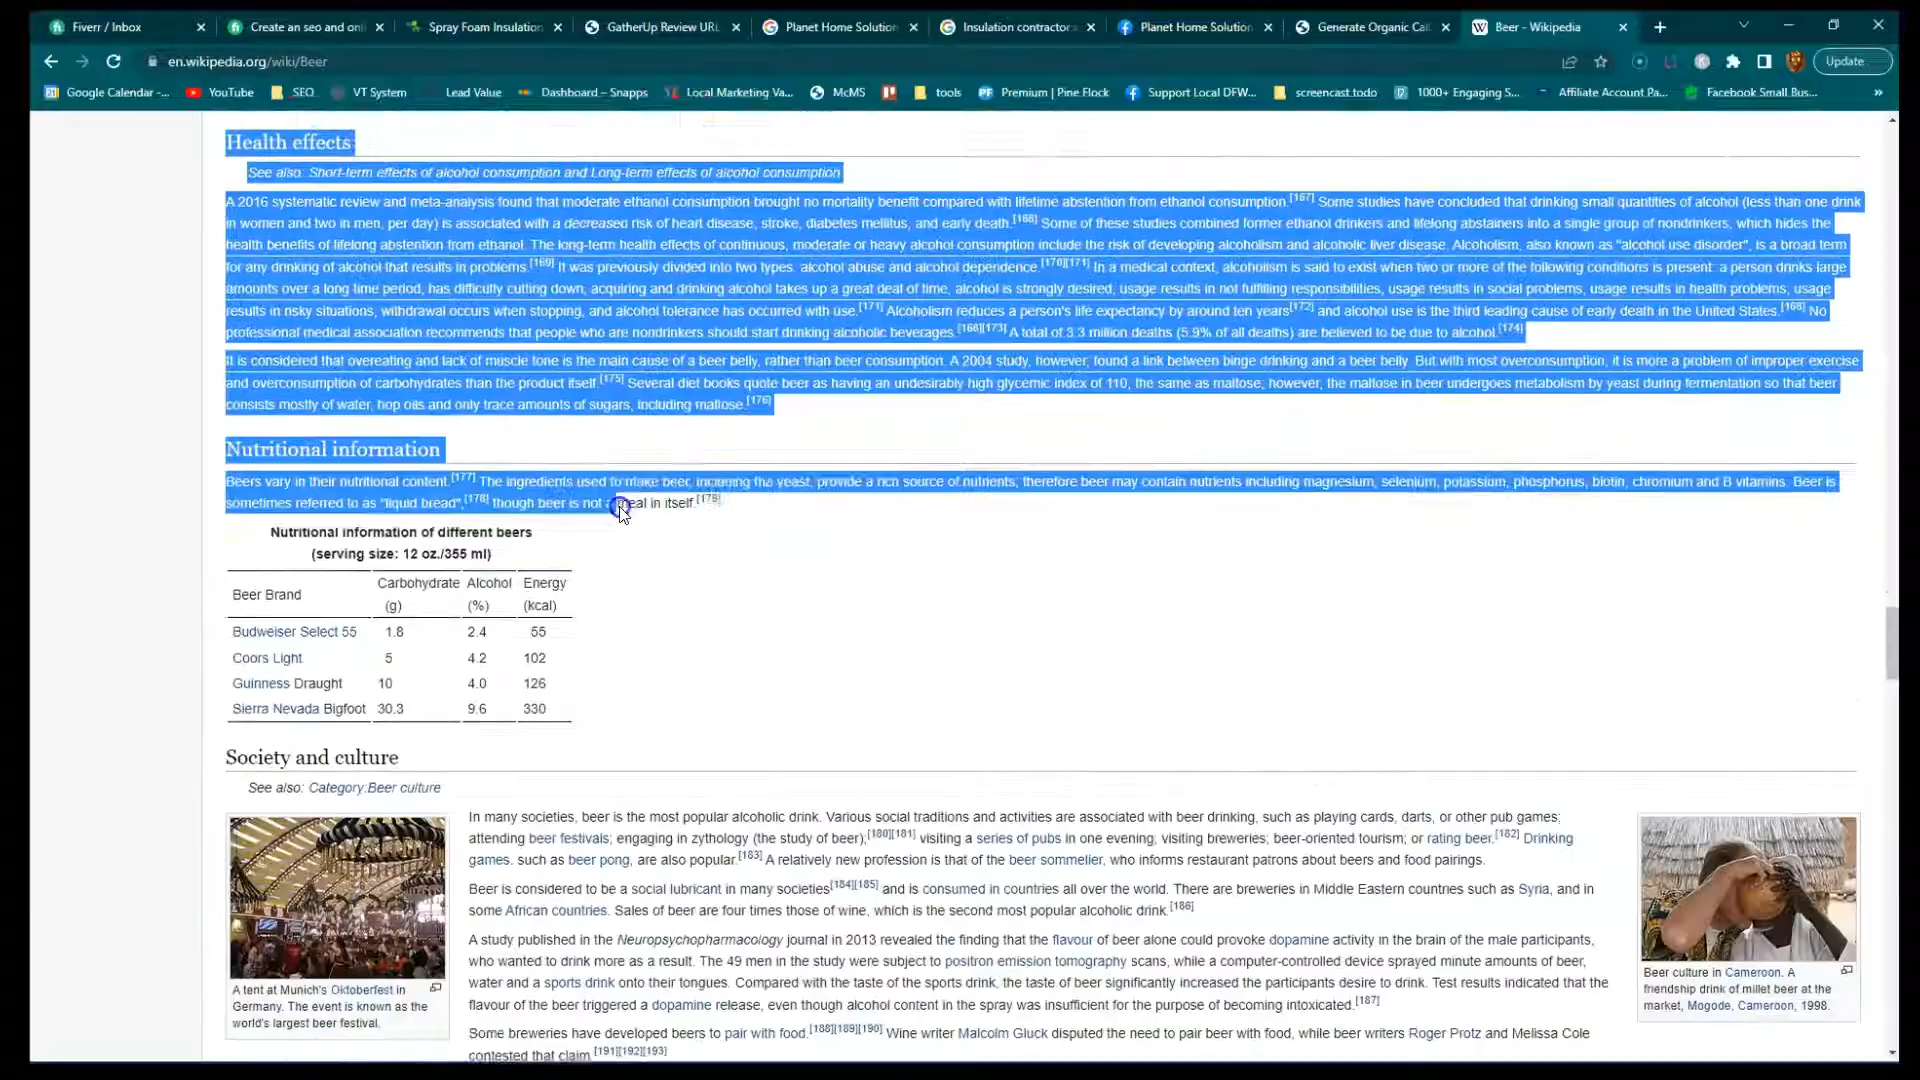 Fiverr / Inbox
Create an seo and onl
Spray Foam Insulation
GatherUp Review URL
Planet Home Solution
Insulation contractor
Planet Home Solution
Generate Organic Cal
Beer - Wikipedia
en.wikipedia.org/wiki/Beer
Update
Google Calendar -...
YouTube
SEO
VT System
Lead Value
Dashboard – Snapps
Local Marketing Va...
McMS
tools
Premium | Pine Flock
Support Local DFW...
screencast.todo
1000+ Engaging S...
Affiliate Account Pa...
Facebook Small Bus...
Health effects
See also: Short-term effects of alcohol consumption and Long-term effects of alcohol consumption
A 2016 systematic review and meta-analysis found that moderate ethanol consumption brought no mortality benefit compared with lifetime abstention from ethanol consumption.[167] Some studies have concluded that drinking small quantities of alcohol (less than one drink
in women and two in men, per day) is associated with a decreased risk of heart disease, stroke, diabetes mellitus, and early death.[168] Some of these studies combined former ethanol drinkers and lifelong abstainers into a single group of nondrinkers, which hides the
health benefits of lifelong abstention from ethanol. The long-term health effects of continuous, moderate or heavy alcohol consumption include the risk of developing alcoholism and alcoholic liver disease. Alcoholism, also known as "alcohol use disorder", is a broad term
for any drinking of alcohol that results in problems.[169] It was previously divided into two types: alcohol abuse and alcohol dependence.[170][171] In a medical context, alcoholism is said to exist when two or more of the following conditions is present: a person drinks large
amounts over a long time period, has difficulty cutting down, acquiring and drinking alcohol takes up a great deal of time, alcohol is strongly desired, usage results in not fulfilling responsibilities, usage results in social problems, usage results in health problems, usage
results in risky situations, withdrawal occurs when stopping, and alcohol tolerance has occurred with use.[171] Alcoholism reduces a person's life expectancy by around ten years[172] and alcohol use is the third leading cause of early death in the United States.[168] No
professional medical association recommends that people who are nondrinkers should start drinking alcoholic beverages.[168][173] A total of 3.3 million deaths (5.9% of all deaths) are believed to be due to alcohol.[174]
It is considered that overeating and lack of muscle tone is the main cause of a beer belly, rather than beer consumption. A 2004 study, however, found a link between binge drinking and a beer belly. But with most overconsumption, it is more a problem of improper exercise
and overconsumption of carbohydrates than the product itself.[175] Several diet books quote beer as having an undesirably high glycemic index of 110, the same as maltose; however, the maltose in beer undergoes metabolism by yeast during fermentation so that beer
consists mostly of water, hop oils and only trace amounts of sugars, including maltose.[176]
Nutritional information
Beers vary in their nutritional content.[177] The ingredients used to make beer, including the yeast, provide a rich source of nutrients; therefore beer may contain nutrients including magnesium, selenium, potassium, phosphorus, biotin, chromium and B vitamins. Beer is
sometimes referred to as "liquid bread",[178] though beer is not a meal in itself.[179]
Nutritional information of different beers
(serving size: 12 oz./355 ml)
Beer Brand Carbohydrate (g) Alcohol (%) Energy (kcal)
Budweiser Select 55 1.8 2.4 55
Coors Light 5 4.2 102
Guinness Draught 10 4.0 126
Sierra Nevada Bigfoot 30.3 9.6 330
Society and culture
See also: Category:Beer culture
A tent at Munich's Oktoberfest in
Germany. The event is known as the
world's largest beer festival.
In many societies, beer is the most popular alcoholic drink. Various social traditions and activities are associated with beer drinking, such as playing cards, darts, or other pub games;
attending beer festivals; engaging in zythology (the study of beer);[180][181] visiting a series of pubs in one evening; visiting breweries; beer-oriented tourism; or rating beer.[182] Drinking
games, such as beer pong, are also popular.[183] A relatively new profession is that of the beer sommelier, who informs restaurant patrons about beers and food pairings.
Beer is considered to be a social lubricant in many societies[184][185] and is consumed in countries all over the world. There are breweries in Middle Eastern countries such as Syria, and in
some African countries. Sales of beer are four times those of wine, which is the second most popular alcoholic drink.[186]
A study published in the Neuropsychopharmacology journal in 2013 revealed the finding that the flavour of beer alone could provoke dopamine activity in the brain of the male participants,
who wanted to drink more as a result. The 49 men in the study were subject to positron emission tomography scans, while a computer-controlled device sprayed minute amounts of beer,
water and a sports drink onto their tongues. Compared with the taste of the sports drink, the taste of beer significantly increased the participants desire to drink. Test results indicated that the
flavour of the beer triggered a dopamine release, even though alcohol content in the spray was insufficient for the purpose of becoming intoxicated.[187]
Some breweries have developed beers to pair with food.[188][189][190] Wine writer Malcolm Gluck disputed the need to pair beer with food, while beer writers Roger Protz and Melissa Cole
contested that claim.[191][192][193]
Beer culture in Cameroon. A
friendship drink of millet beer at the
market, Mogode, Cameroon, 1998.